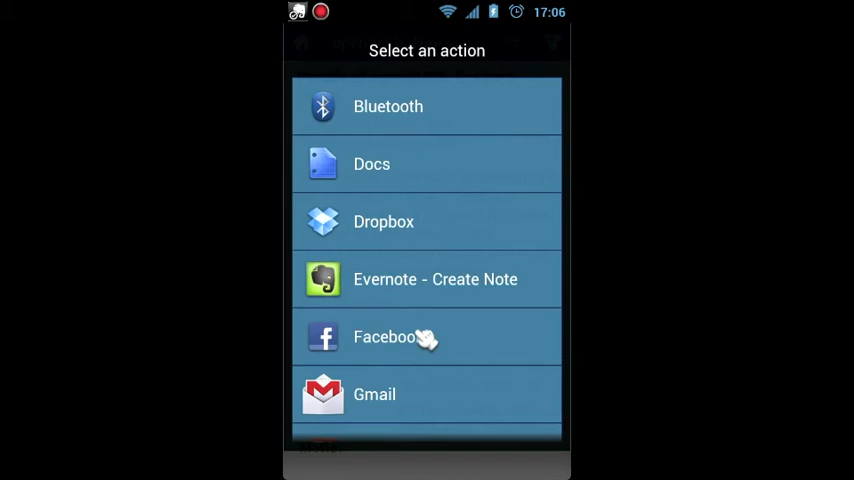 17:06
Select an action
Bluetooth
Docs
Dropbox
Evernote - Create Note
Facebook
Gmail